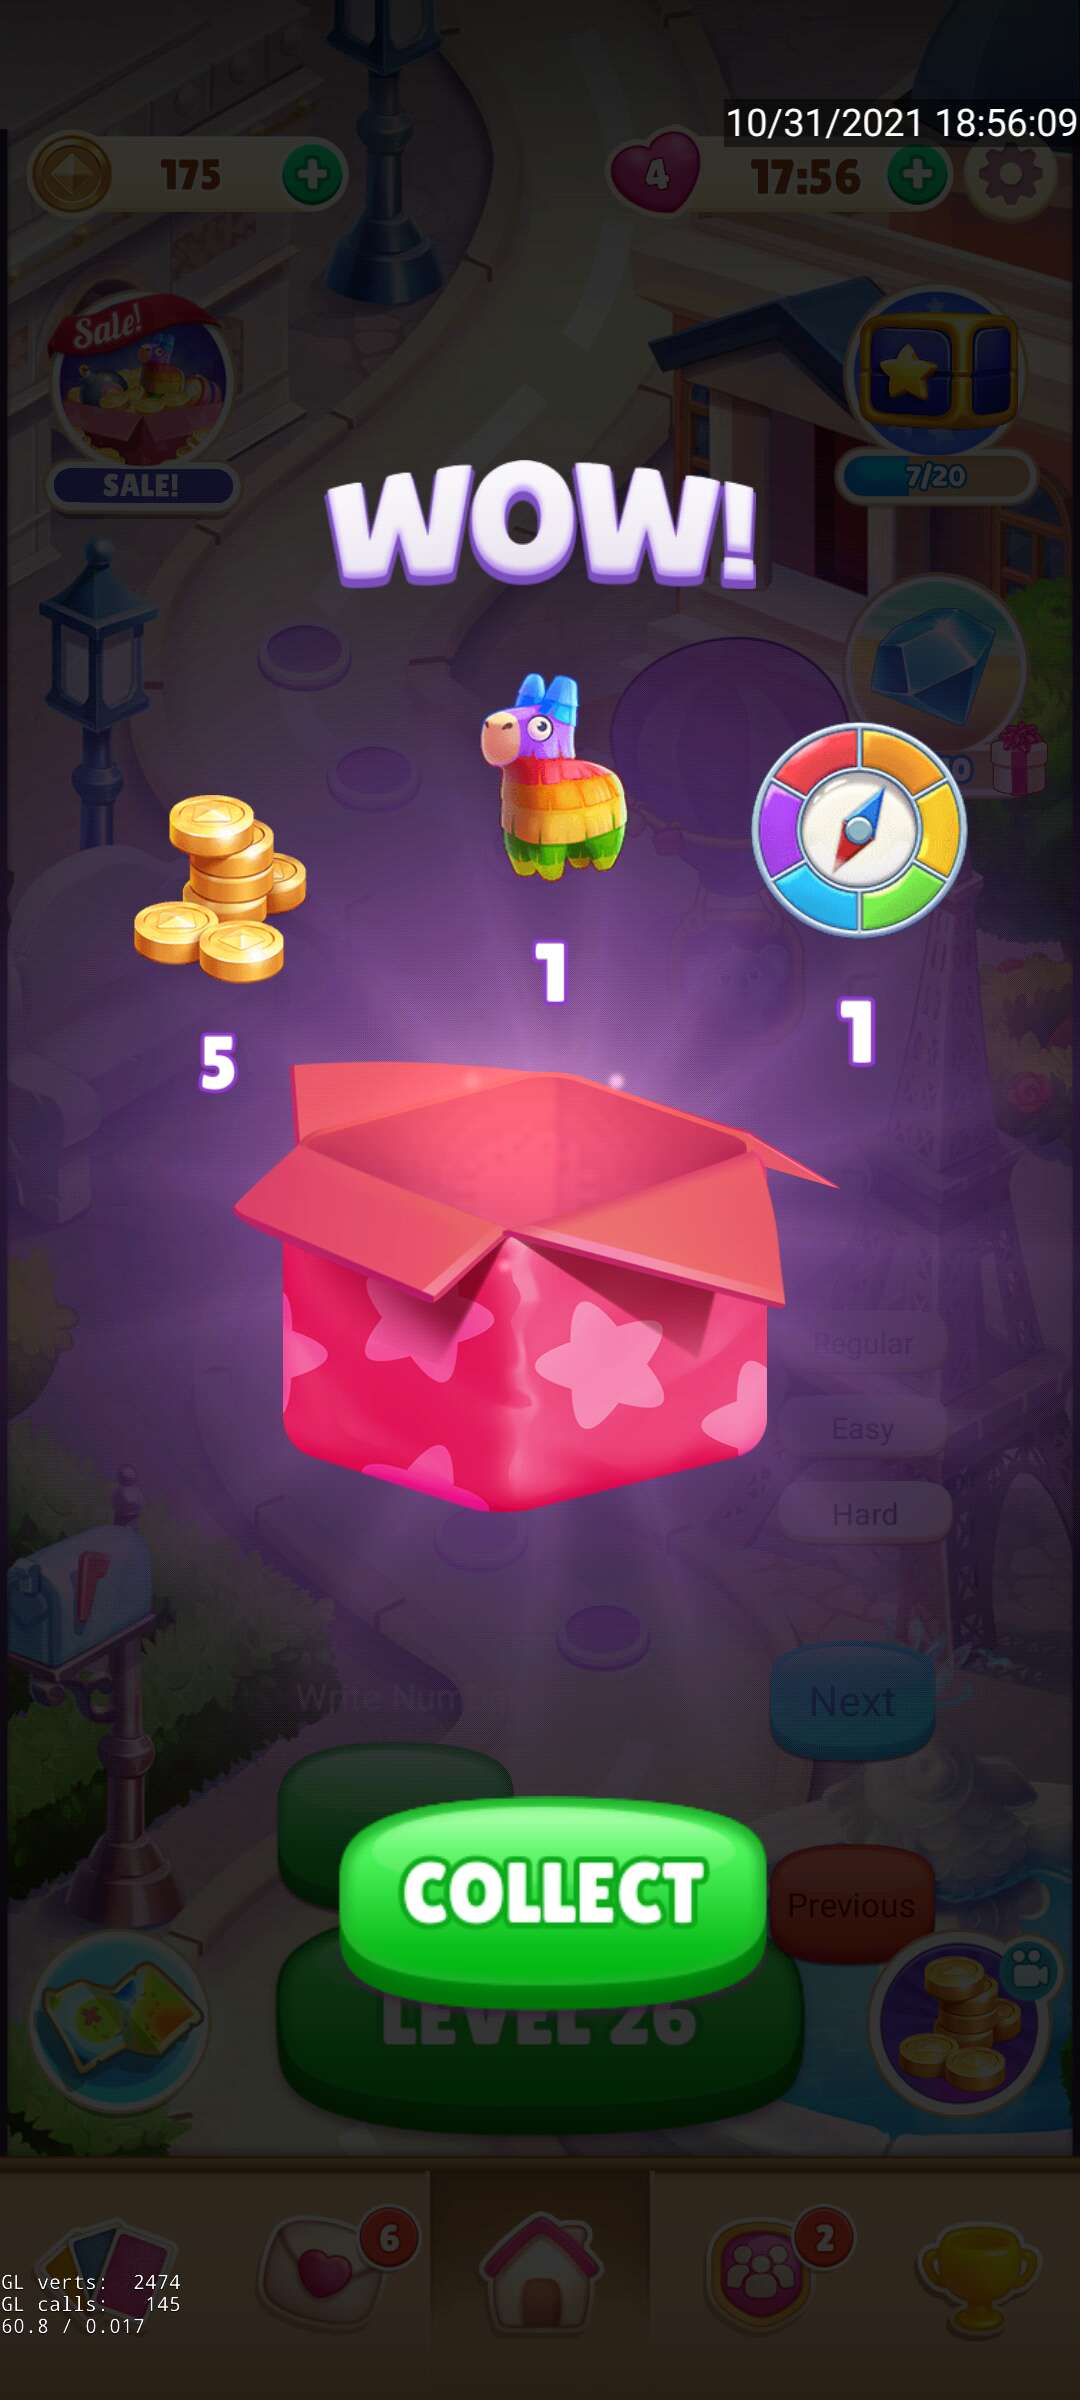 10/31/2021 18:56:09
175
4
17:56
Sale!
SALE!
7/20
WOW!
5
1
1
Regular
Easy
Hard
Write Num
Next
COLLECT
Previous
LEVEL 26
6
2
GL verts: 2474
GL calls: 145
60.8 / 0.017